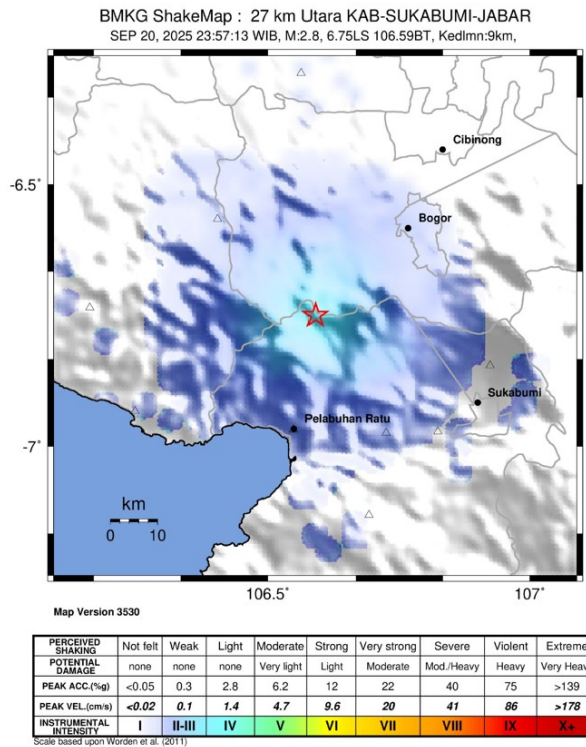 BMKG ShakeMap : 27 km Utara KAB-SUKABUMI-JABAR
SEP 20, 2025 23:57:13 WIB, M:2.8, 6.75LS 106.59BT, Kedlmn:9km,
Cibinong
-6.5
Bogor
Sukabumi
Pelabuhan Ratu
-7
km
0 10
106.5 107
Map Version 3530
PERCEIVED SHAKING Not felt Weak Light Moderate Strong Very strong Severe Violent Extreme
POTENTIAL DAMAGE none none none Very light Light Moderate Mod./Heavy Heavy Very Heavy
PEAK ACC.(%g) <0.05 0.3 2.8 6.2 12 22 40 75 >139
PEAK VEL.(cm/s) <0.02 0.1 1.4 4.7 9.6 20 41 86 >178
INSTRUMENTAL INTENSITY I II-III IV V VI VII VIII IX X+
Scale based upon Worden et al. (2011)